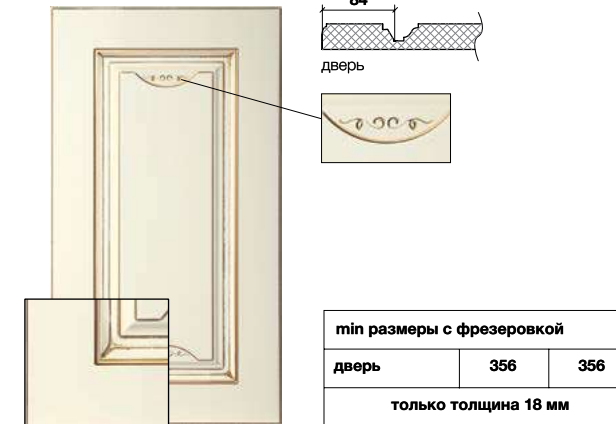 84
дверь
min размеры с фрезеровкой
дверь 356 356
только толщина 18 мм